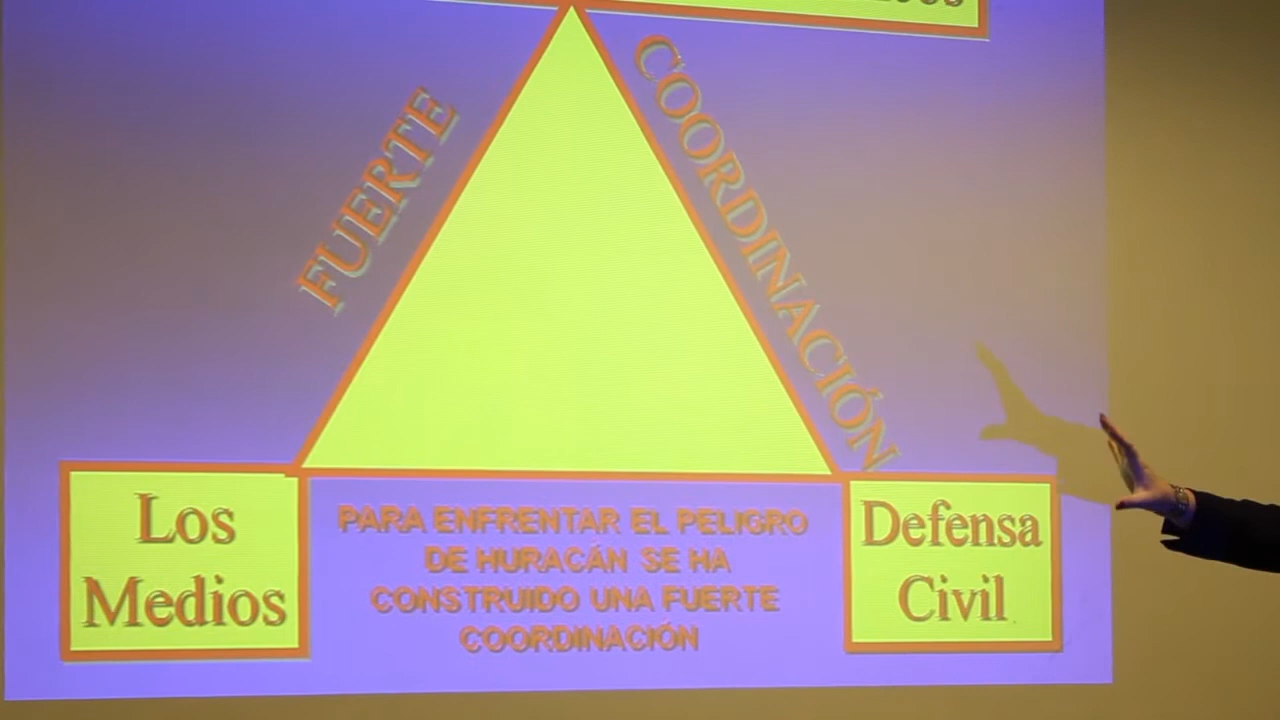 FUERTE
COORDINACIÓN
Los
Medios
PARA ENFRENTAR EL PELIGRO
DE HURACÁN SE HA
CONSTRUIDO UNA FUERTE
COORDINACIÓN
Defensa
Civil